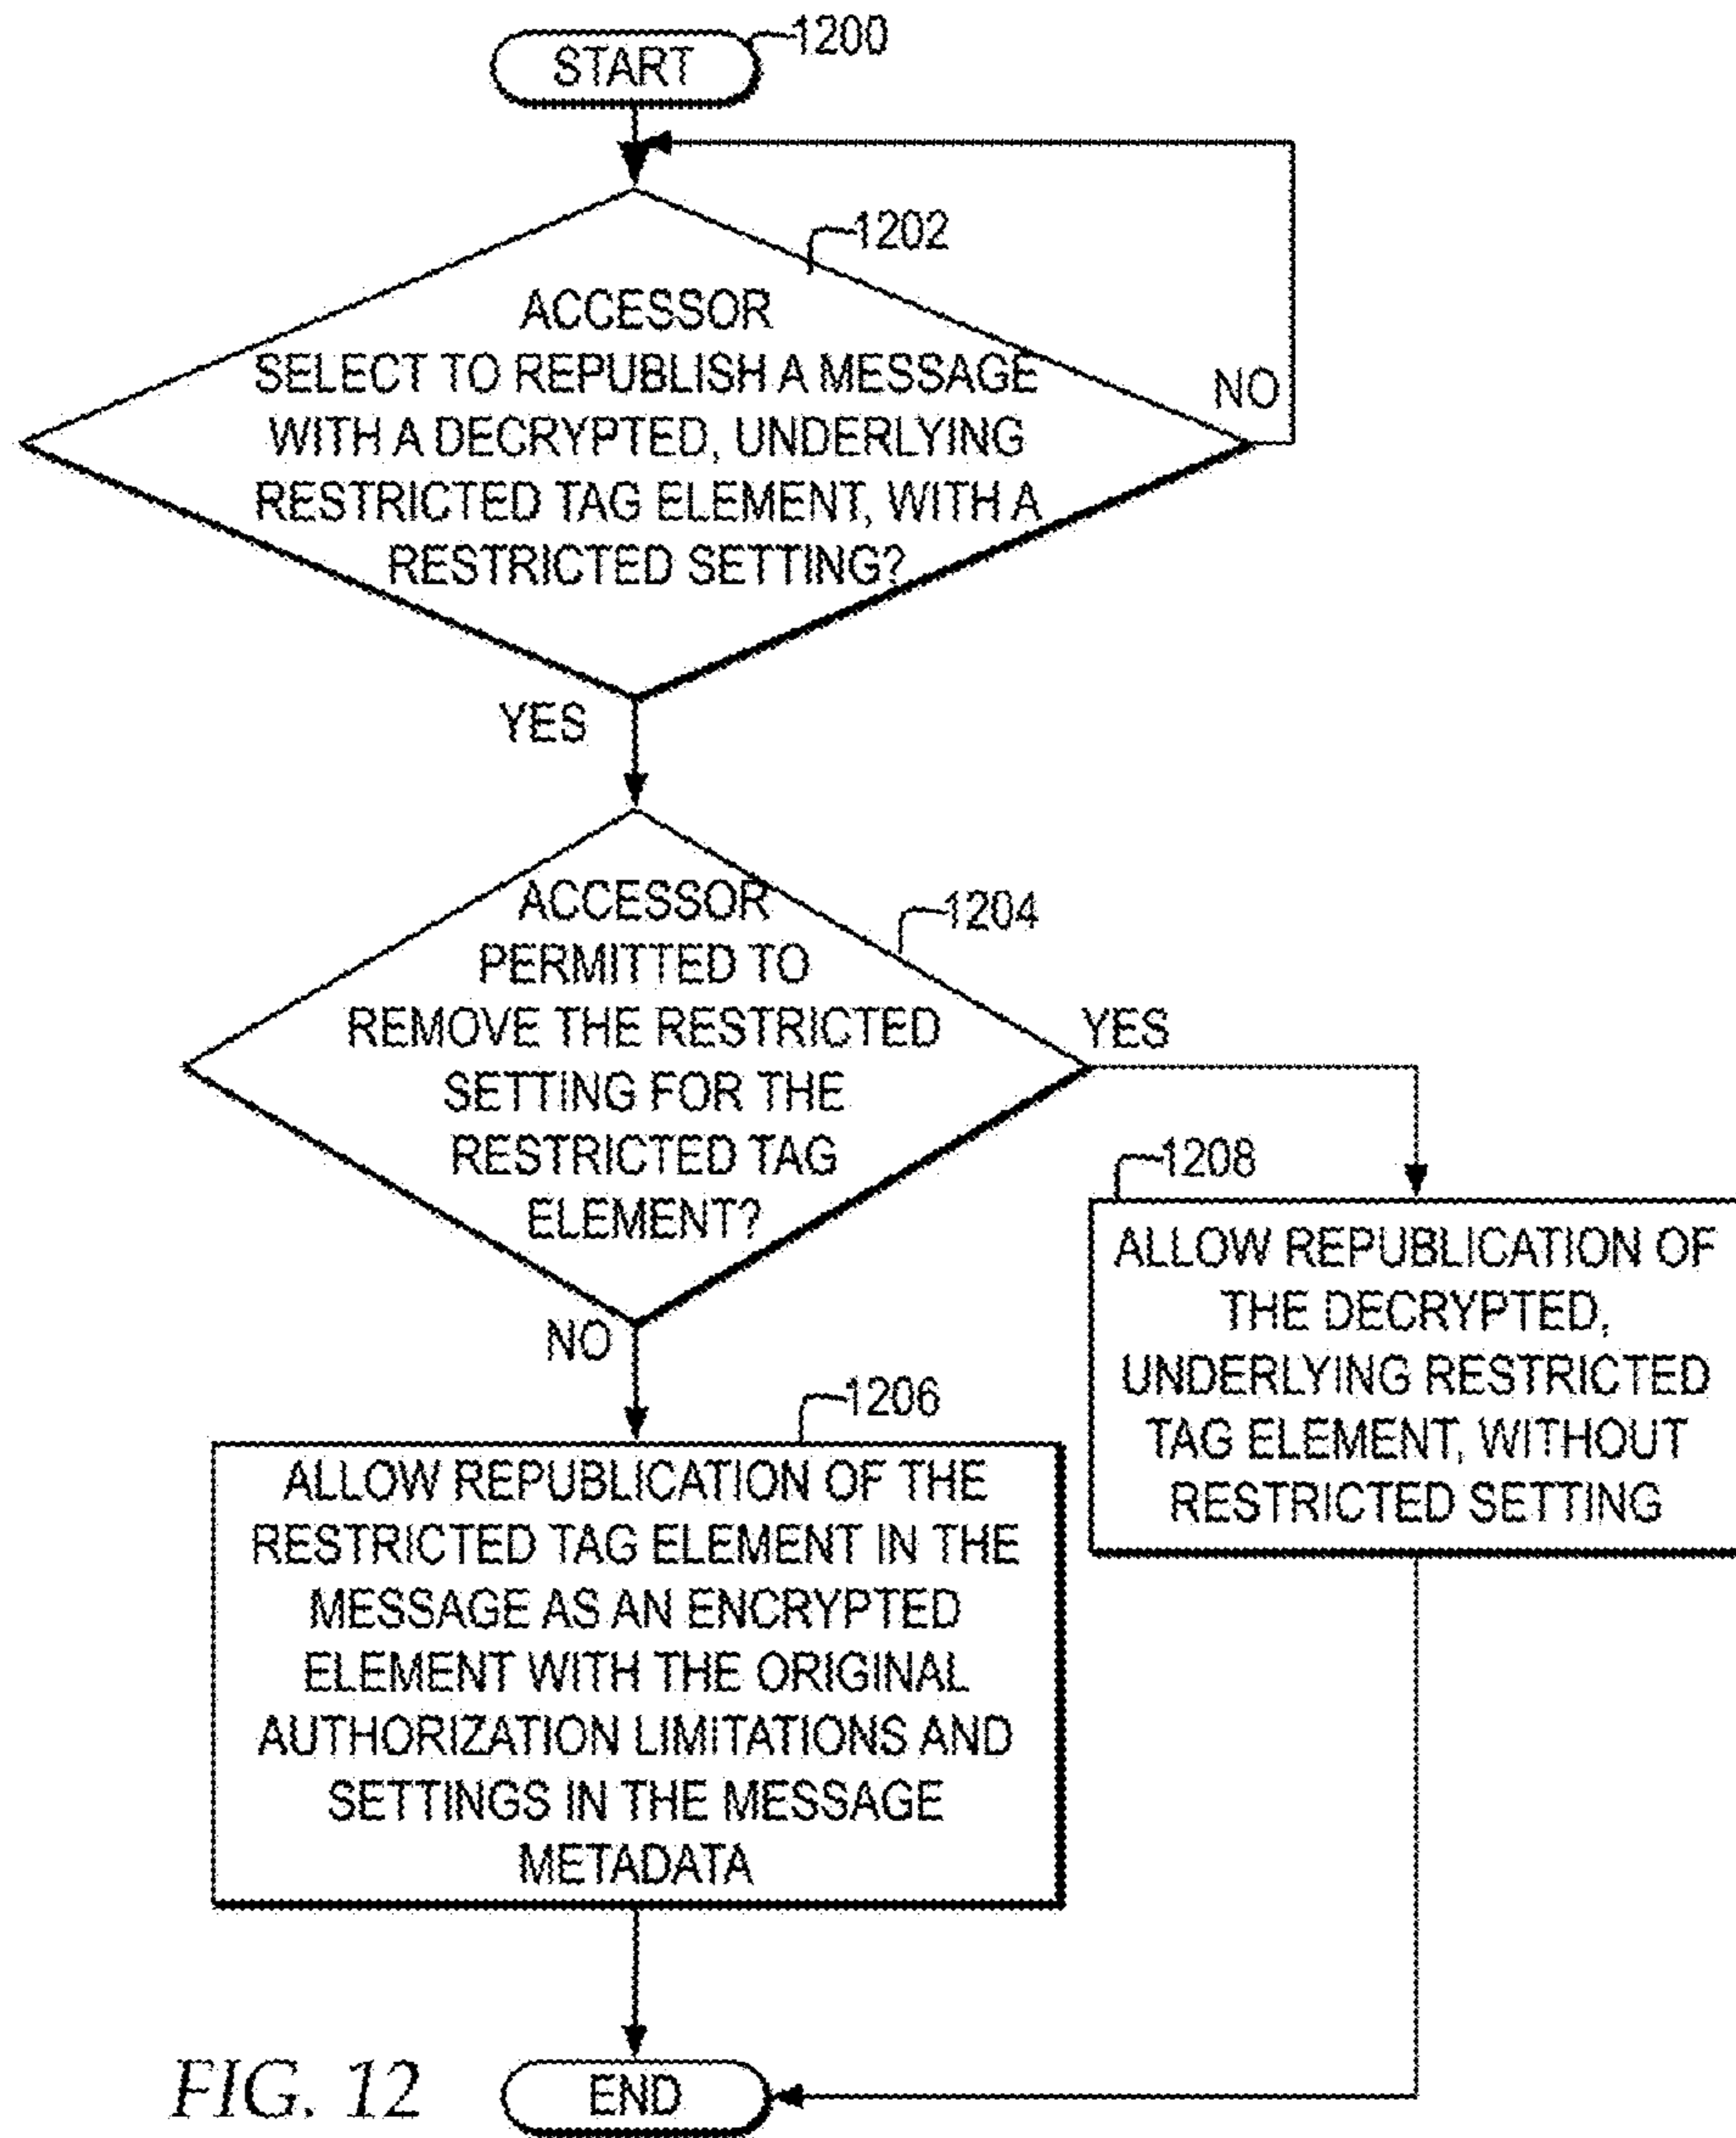 START
1200
1202
ACCESSOR
SELECT TO REPUBLISH A MESSAGE
WITH A DECRYPTED, UNDERLYING
RESTRICTED TAG ELEMENT, WITH A
RESTRICTED SETTING?
NO
YES
ACCESSOR
PERMITTED TO
REMOVE THE RESTRICTED
SETTING FOR THE
RESTRICTED TAG
ELEMENT?
1204
YES
NO
1208
ALLOW REPUBLICATION OF
THE DECRYPTED,
UNDERLYING RESTRICTED
TAG ELEMENT, WITHOUT
RESTRICTED SETTING
1206
ALLOW REPUBLICATION OF THE
RESTRICTED TAG ELEMENT IN THE
MESSAGE AS AN ENCRYPTED
ELEMENT WITH THE ORIGINAL
AUTHORIZATION LIMITATIONS AND
SETTINGS IN THE MESSAGE
METADATA
FIG. 12
END